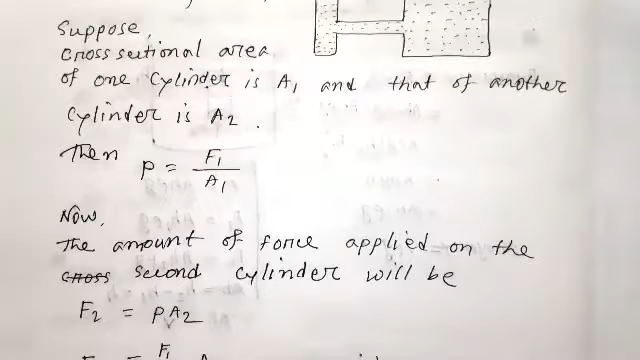 Suppose,
cross sectional area
of one cylinder is A₁ and that of another
cylinder is A₂.
Then P = F₁/A₁
Now,
The amount of force applied on the
cross second cylinder will be
F₂ = PA₂